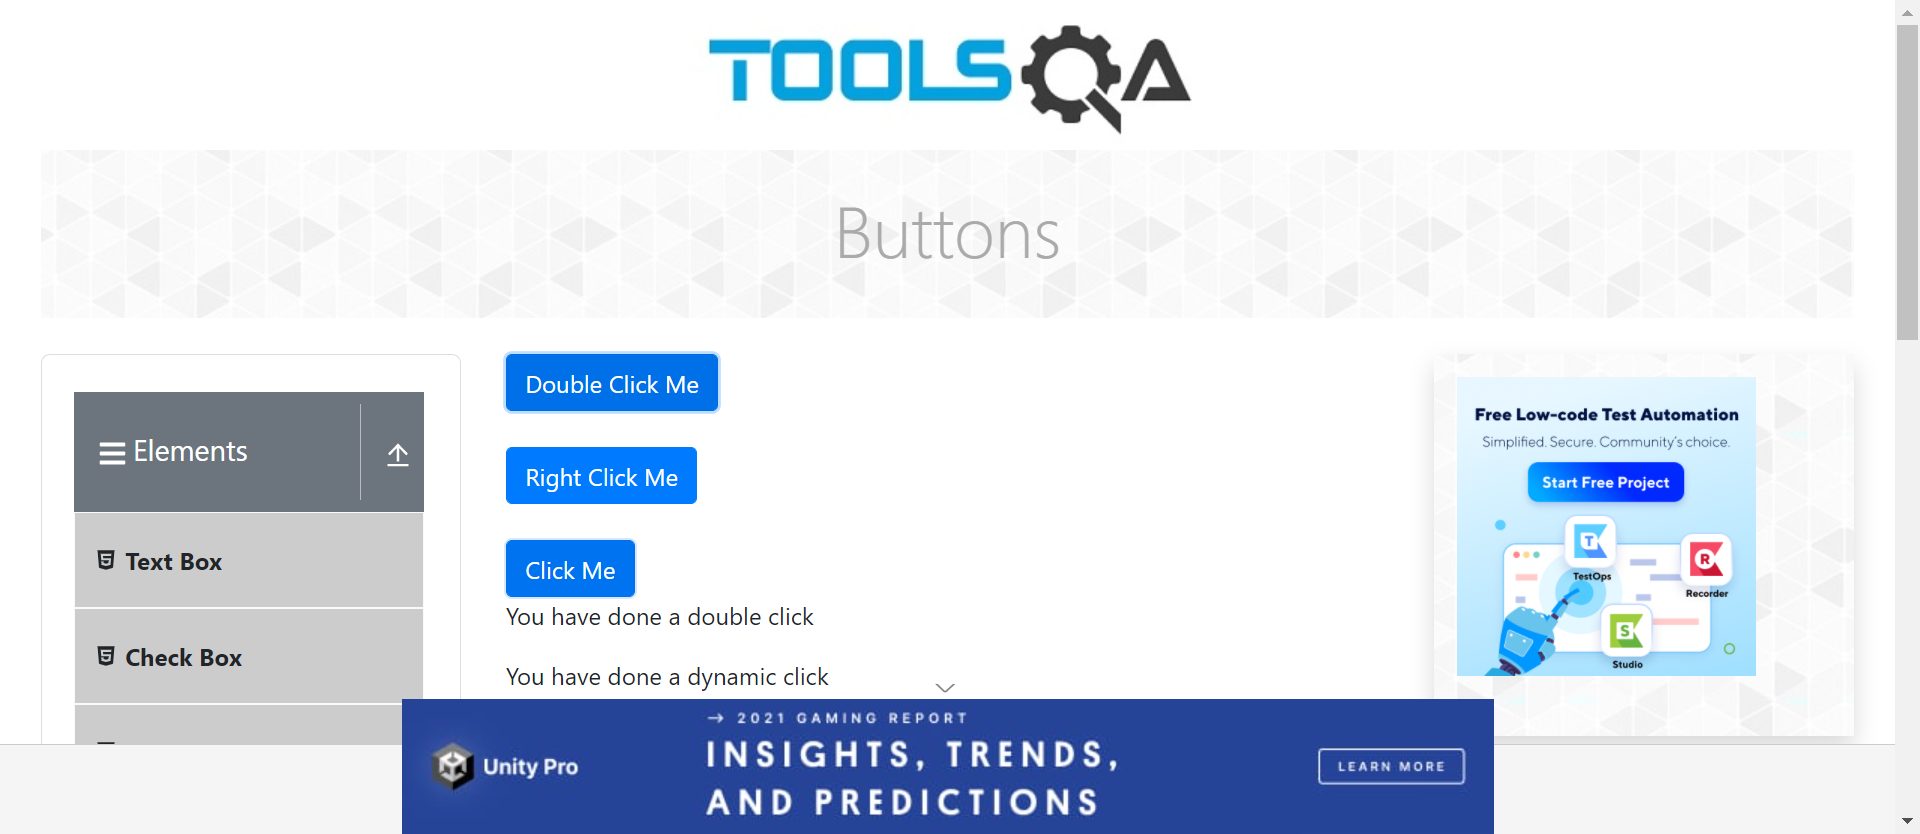 TOOLSQA
Buttons
Elements
Text Box
Check Box
Double Click Me
Right Click Me
Click Me
You have done a double click
You have done a dynamic click
Free Low-code Test Automation
Simplified. Secure. Community's choice.
Start Free Project
TestOps
Recorder
Studio
Unity Pro
→ 2021 GAMING REPORT
INSIGHTS, TRENDS,
AND PREDICTIONS
LEARN MORE